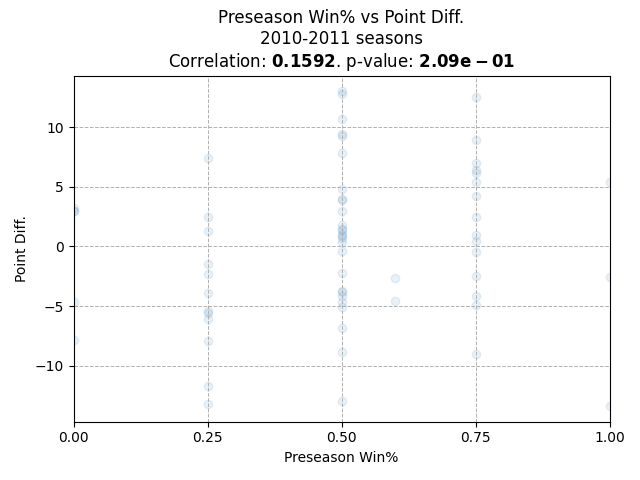 Preseason Win% vs Point Diff.
2010-2011 seasons
Correlation: 0.1592. p-value: 2.09e − 01
10
5
0
−5
−10
Point Diff.
0.00 0.25 0.50 0.75 1.00
Preseason Win%